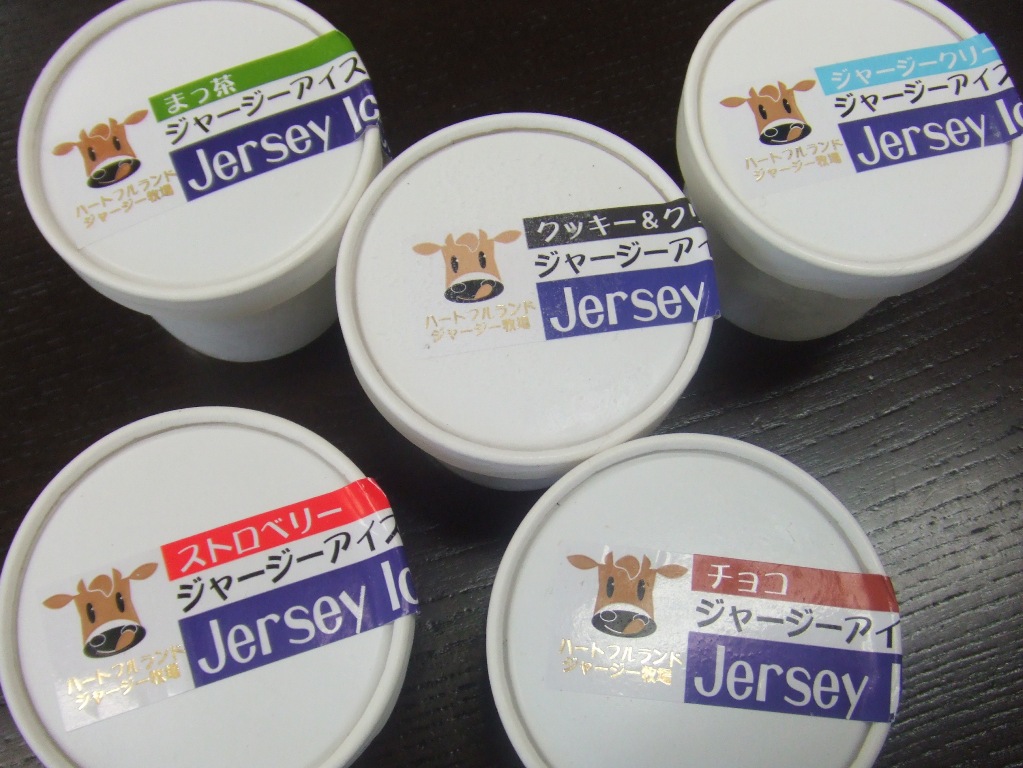 まっ茶
ジャージーアイス
Jersey Ic
ハートフルランド
ジャージー牧場
ジャージークリー
ジャージーアイス
Jersey Ic
ハートフルランド
ジャージー牧場
クッキー&クリ
ジャージーアイ
Jersey
ハートフルランド
ジャージー牧場
ストロベリー
ジャージーアイス
Jersey Ic
ハートフルランド
ジャージー牧場
チョコ
ジャージーアイ
Jersey
ハートフルランド
ジャージー牧場